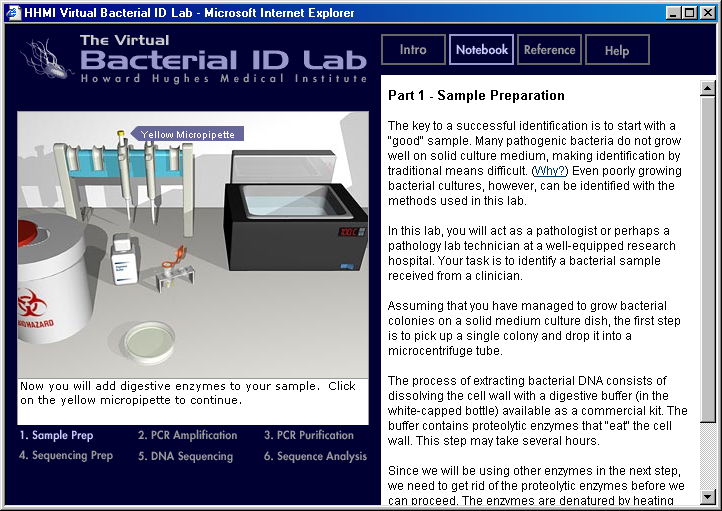 HHMI Virtual Bacterial ID Lab - Microsoft Internet Explorer
The Virtual
Bacterial ID Lab
Howard Hughes Medical Institute
Intro
Notebook
Reference
Help
Yellow Micropipette
100C
BIOHAZARD
Now you will add digestive enzymes to your sample. Click
on the yellow micropipette to continue.
1. Sample Prep
2. PCR Amplification
3. PCR Purification
4. Sequencing Prep
5. DNA Sequencing
6. Sequence Analysis
Part 1 - Sample Preparation
The key to a successful identification is to start with a
"good" sample. Many pathogenic bacteria do not grow
well on solid culture medium, making identification by
traditional means difficult. (Why?) Even poorly growing
bacterial cultures, however, can be identified with the
methods used in this lab.
In this lab, you will act as a pathologist or perhaps a
pathology lab technician at a well-equipped research
hospital. Your task is to identify a bacterial sample
received from a clinician.
Assuming that you have managed to grow bacterial
colonies on a solid medium culture dish, the first step
is to pick up a single colony and drop it into a
microcentrifuge tube.
The process of extracting bacterial DNA consists of
dissolving the cell wall with a digestive buffer (in the
white-capped bottle) available as a commercial kit. The
buffer contains proteolytic enzymes that "eat" the cell
wall. This step may take several hours.
Since we will be using other enzymes in the next step,
we need to get rid of the proteolytic enzymes before we
can proceed. The enzymes are denatured by heating